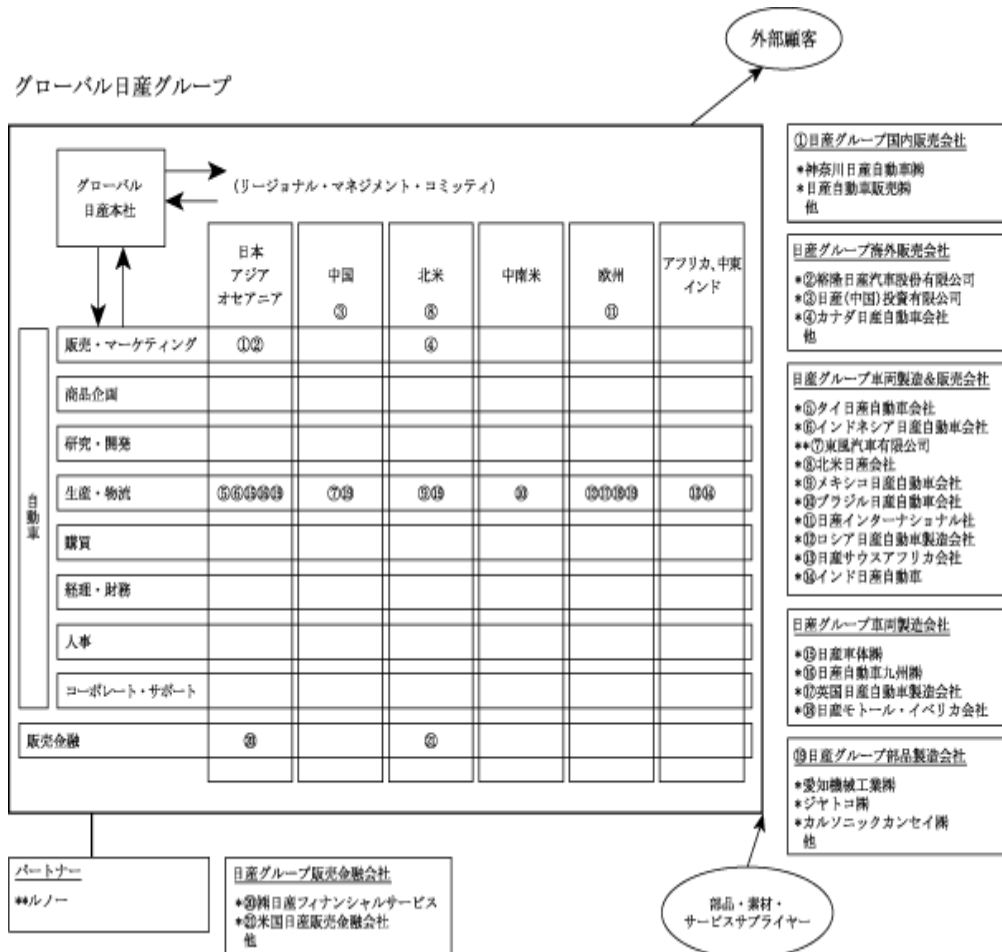 外部顧客
グローバル日産グループ
グローバル
日産本社
(リージョナル・マネジメント・コミッティ)
日本
アジア
オセアニア
中国
③
北米
⑧
中南米
欧州
⑪
アフリカ、中東
インド
自動車
販売・マーケティング
①②
④
商品企画
研究・開発
生産・物流
⑤⑥⑮⑯⑲
⑦⑲
⑨⑲
⑩
⑫⑰⑱⑲
⑬⑭
購買
経理・財務
人事
コーポレート・サポート
販売金融
⑳
㉑
①日産グループ国内販売会社
*神奈川日産自動車㈱
*日産自動車販売㈱
他
日産グループ海外販売会社
*②裕隆日産汽車股份有限公司
*③日産(中国)投資有限公司
*④カナダ日産自動車会社
他
日産グループ車両製造&販売会社
*⑤タイ日産自動車会社
*⑥インドネシア日産自動車会社
**⑦東風汽車有限公司
*⑧北米日産会社
*⑨メキシコ日産自動車会社
*⑩ブラジル日産自動車会社
*⑪日産インターナショナル社
*⑫ロシア日産自動車製造会社
*⑬日産サウスアフリカ会社
*⑭インド日産自動車
日産グループ車両製造会社
*⑮日産車体㈱
*⑯日産自動車九州㈱
*⑰英国日産自動車製造会社
*⑱日産モトール・イベリカ会社
⑲日産グループ部品製造会社
*愛知機械工業㈱
*ジヤトコ㈱
*カルソニックカンセイ㈱
他
パートナー
**ルノー
日産グループ販売金融会社
*⑳㈱日産フィナンシャルサービス
*㉑米国日産販売金融会社
他
部品・素材・
サービスサプライヤー